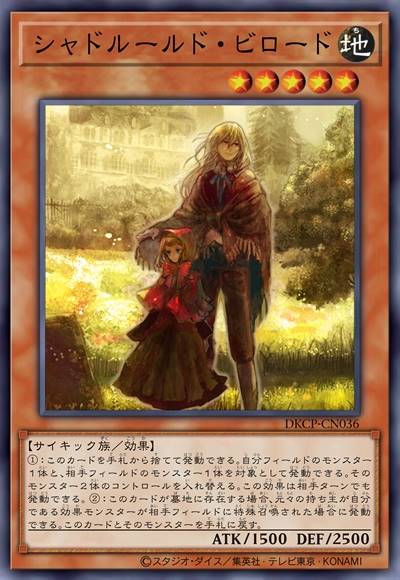 シャドルールド・ビロード
地
DKCP-CN036
【サイキック族/効果】
①:このカードを手札から捨てて発動できる。自分フィールドのモンスター
1体と、相手フィールドのモンスター1体を対象として発動できる。その
モンスター2体のコントロールを入れ替える。この効果は相手ターンでも
発動できる。②:このカードが墓地に存在する場合、元々の持ち主が自分
である効果モンスターが相手フィールドに特殊召喚された場合に発動
できる。このカードとそのモンスターを手札に戻す。
ATK/1500 DEF/2500
©スタジオ・ダイス/集英社・テレビ東京・KONAMI